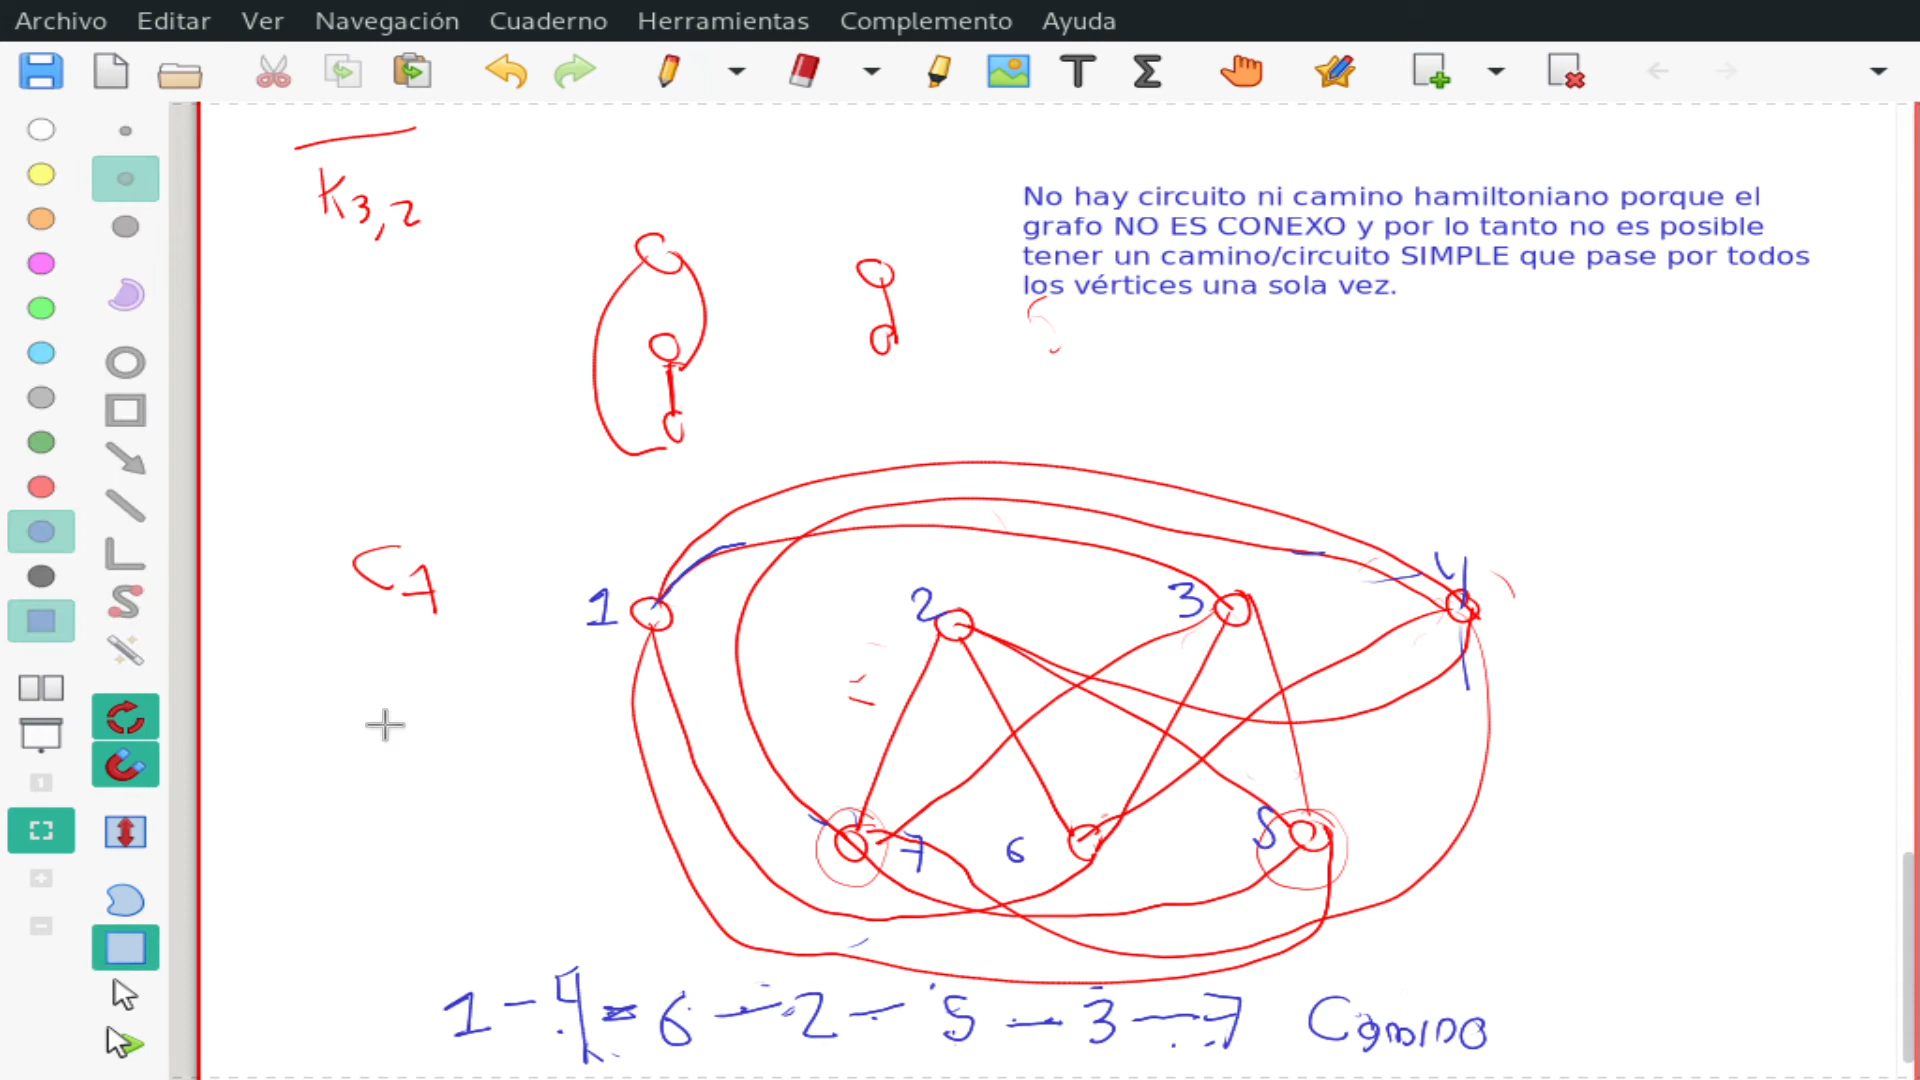 Archivo Editar Ver Navegación Cuaderno Herramientas Complemento Ayuda
K3,2
No hay circuito ni camino hamiltoniano porque el
grafo NO ES CONEXO y por lo tanto no es posible
tener un camino/circuito SIMPLE que pase por todos
los vértices una sola vez.
C7
1 2 3 4
7 6 5
1 - 4 - 6 - 2 - 5 - 3 - 7 Camino